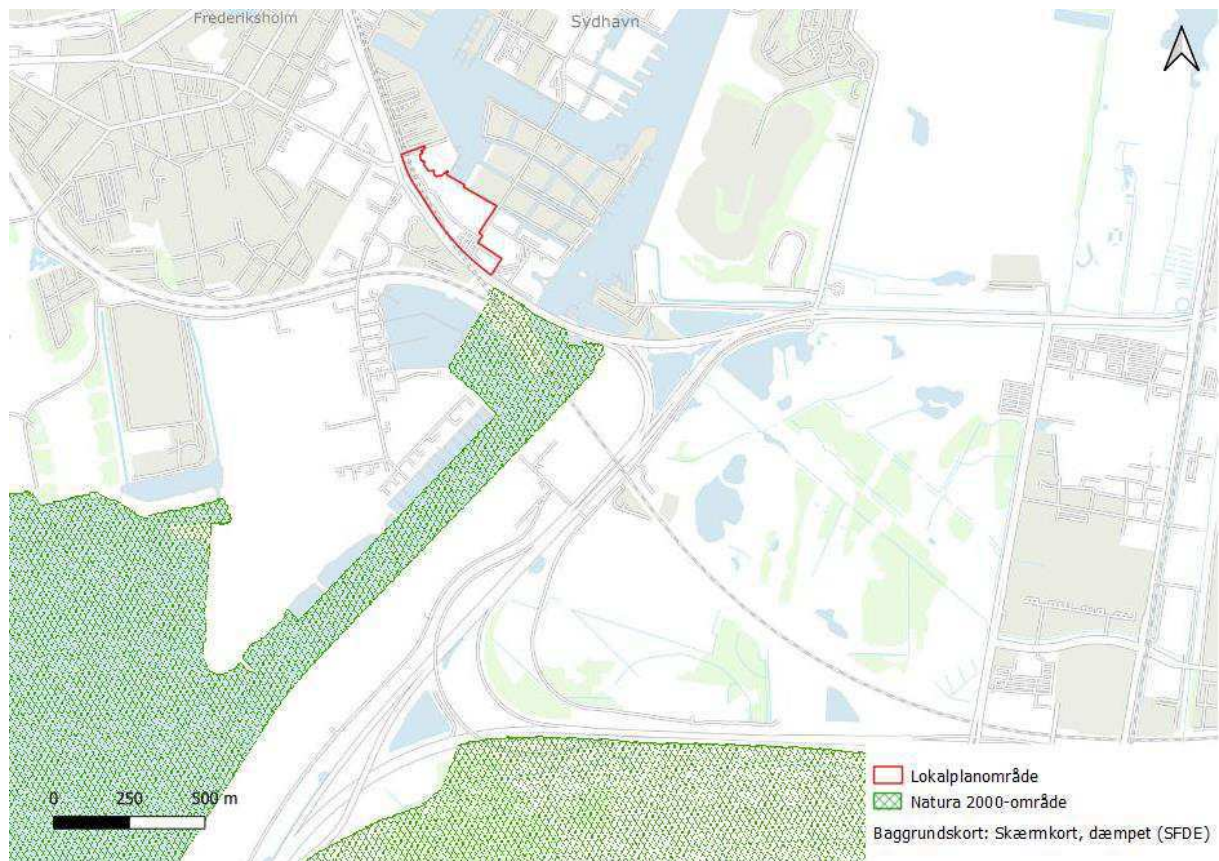 Frederiksholm
Sydhavn
0 250 500 m
Lokalplanområde
Natura 2000-område
Baggrundskort: Skærmkort, dæmpet (SFDE)